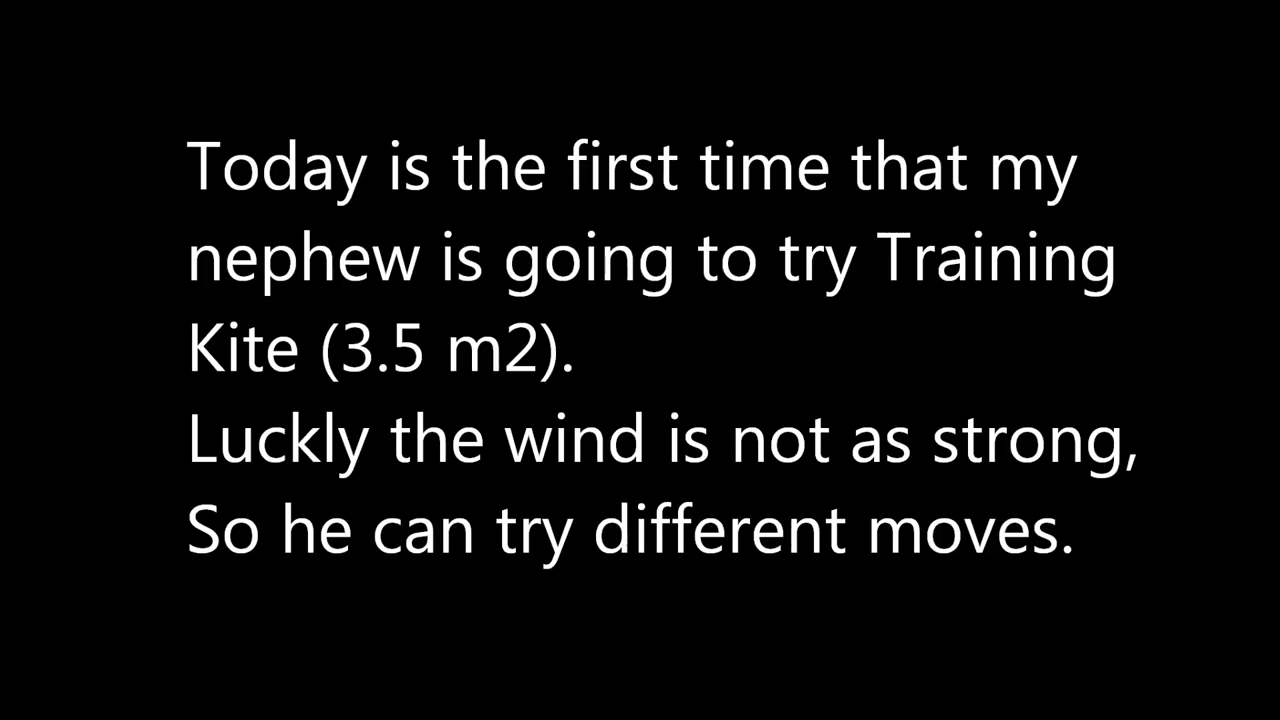 Today is the first time that my
nephew is going to try Training
Kite (3.5 m2).
Luckly the wind is not as strong,
So he can try different moves.